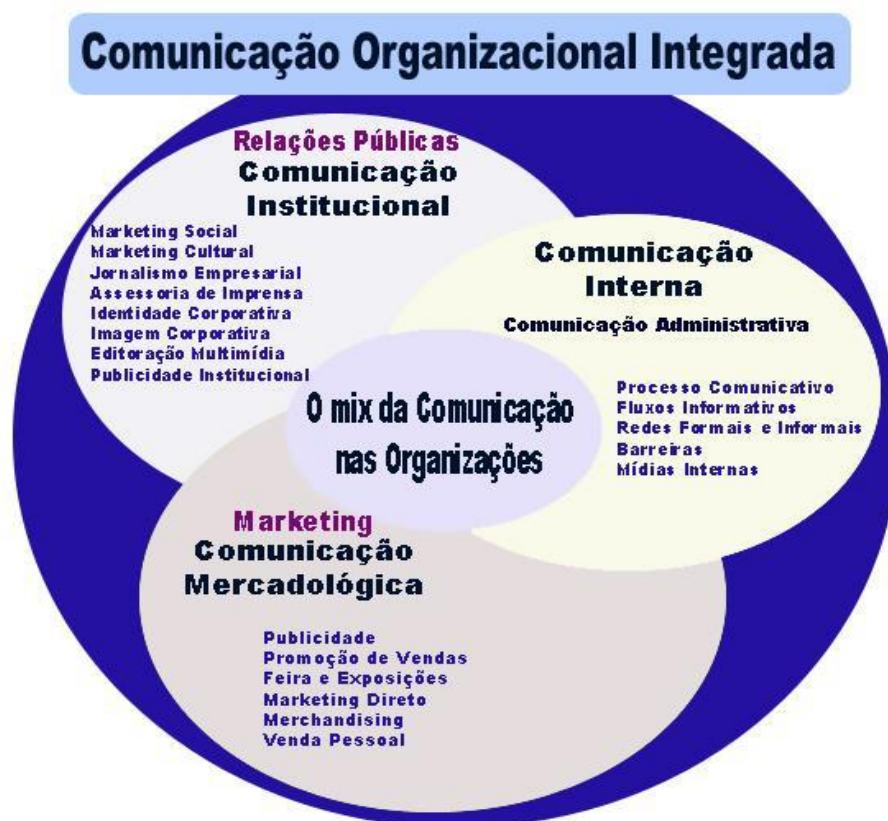 Comunicação Organizacional Integrada
Relações Públicas
Comunicação
Institucional
Marketing Social
Marketing Cultural
Jornalismo Empresarial
Assessoria de Imprensa
Identidade Corporativa
Imagem Corporativa
Editoração Multimídia
Publicidade Institucional
Comunicação
Interna
Comunicação Administrativa
Processo Comunicativo
Fluxos Informativos
Redes Formais e Informais
Barreiras
Mídias Internas
O mix da Comunicação
nas Organizações
Marketing
Comunicação
Mercadológica
Publicidade
Promoção de Vendas
Feira e Exposições
Marketing Direto
Merchandising
Venda Pessoal